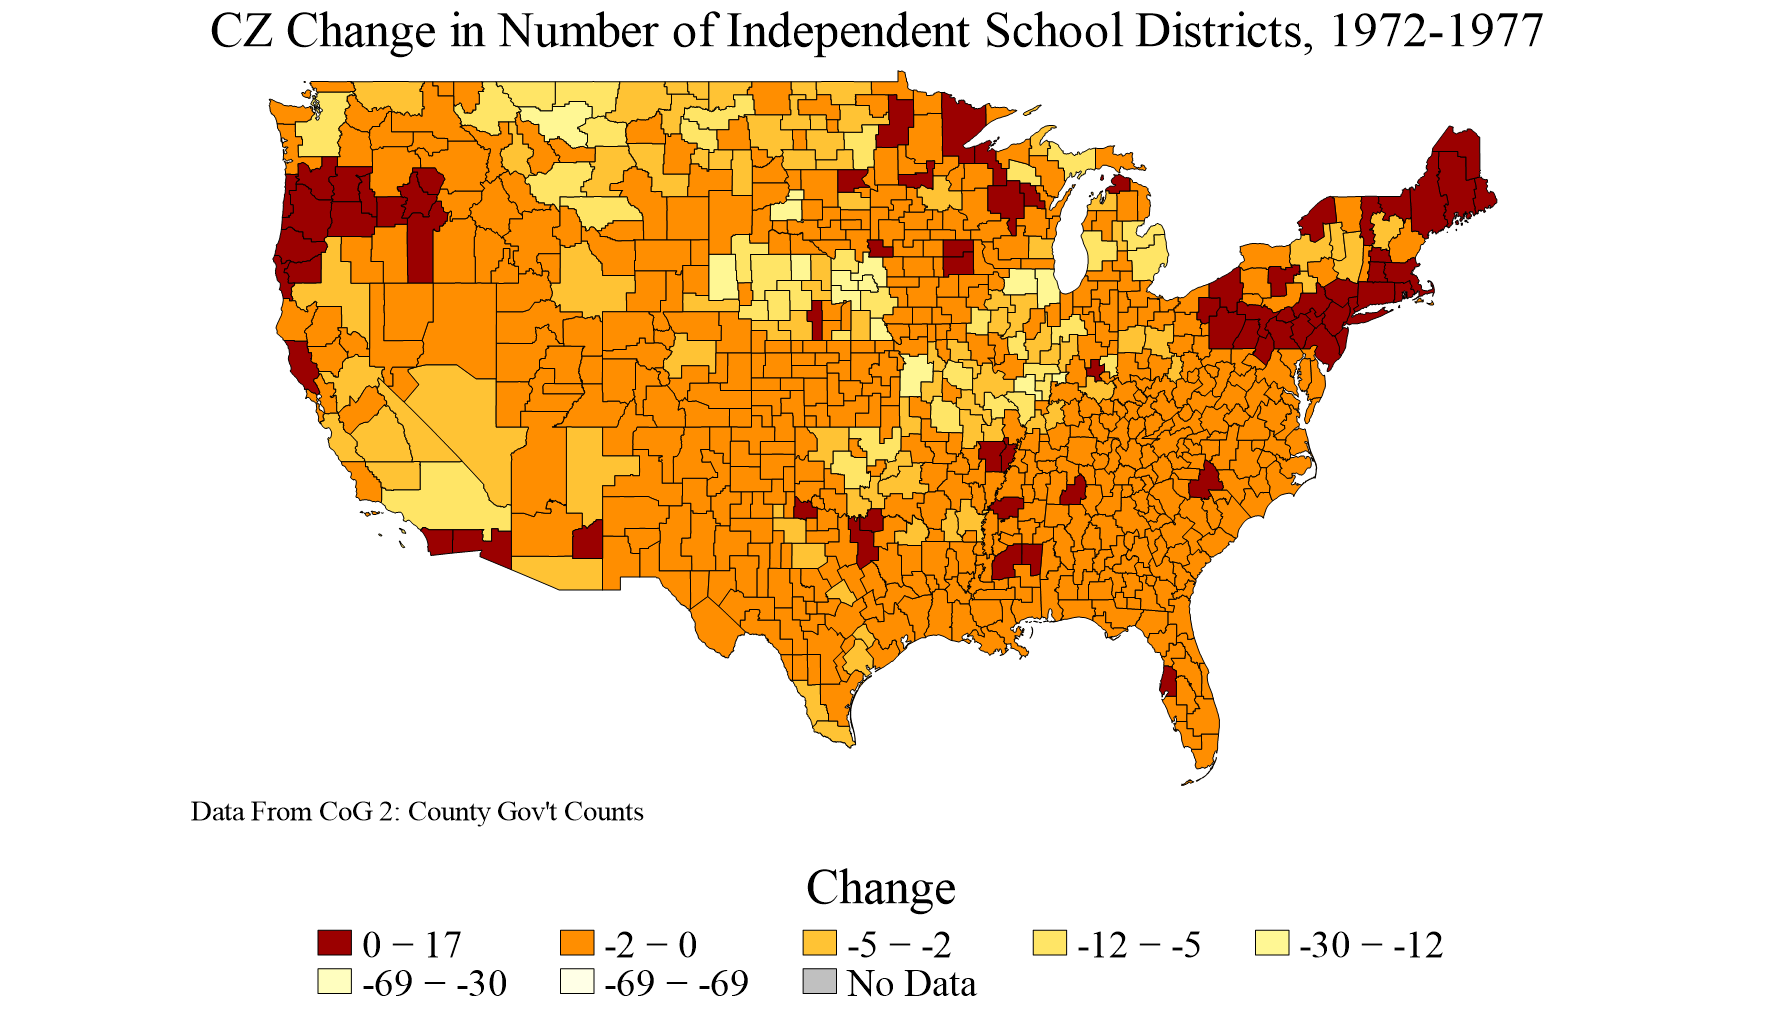 CZ Change in Number of Independent School Districts, 1972-1977
Data From CoG 2: County Gov't Counts
Change
0 − 17 -2 − 0 -5 − -2 -12 − -5 -30 − -12
-69 − -30 -69 − -69 No Data